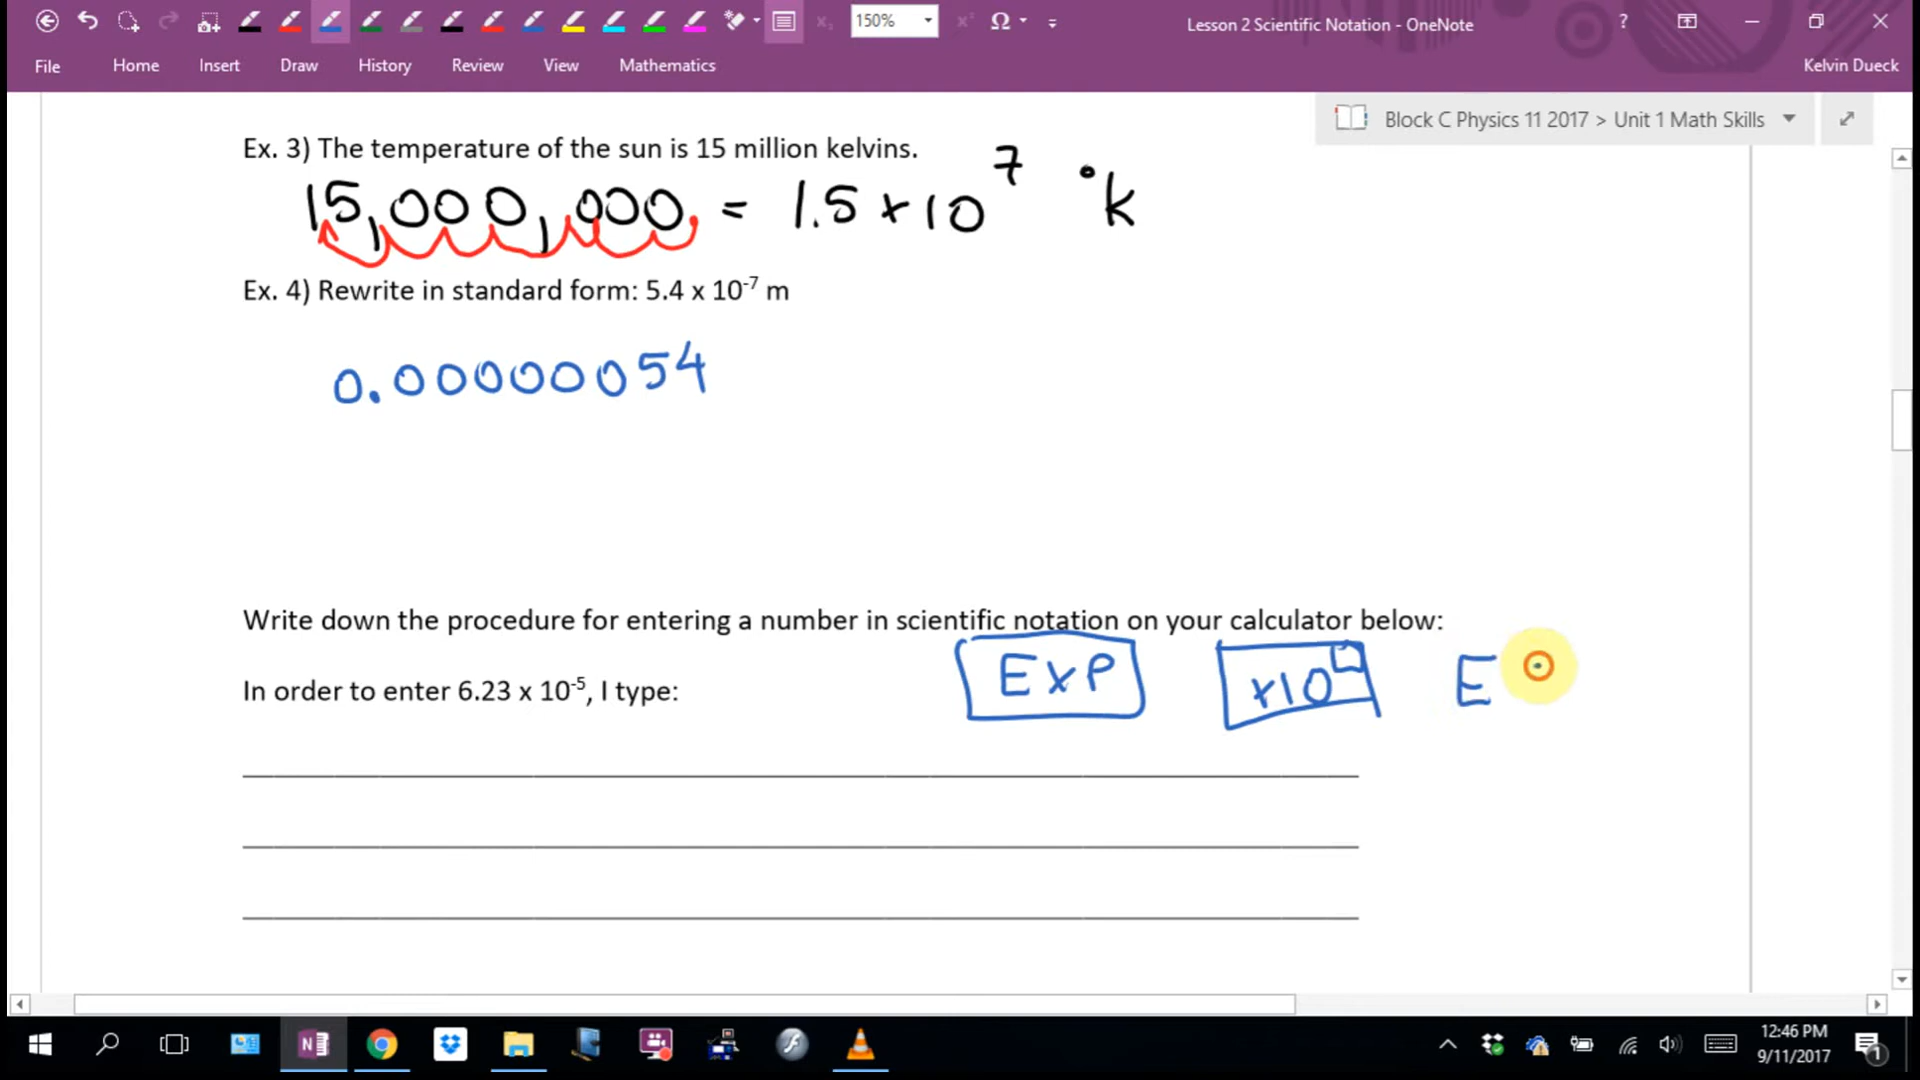 150%
Lesson 2 Scientific Notation - OneNote
?
File Home Insert Draw History Review View Mathematics
Kelvin Dueck
Block C Physics 11 2017 > Unit 1 Math Skills
Ex. 3) The temperature of the sun is 15 million kelvins.
15,000,000 = 1.5 x 10⁷ °k
Ex. 4) Rewrite in standard form: 5.4 x 10⁻⁷ m
0.00000054
Write down the procedure for entering a number in scientific notation on your calculator below:
EXP x10 E
In order to enter 6.23 x 10⁻⁵, I type:
12:46 PM
9/11/2017
1